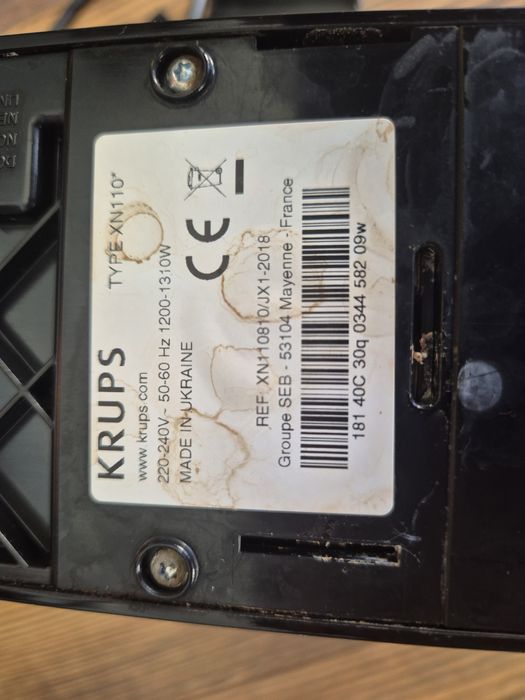 KRUPS TYPE XN110*
www.krups.com
220-240V~ 50-60 Hz 1200-1310W
MADE IN UKRAINE
CE
REF: XN110810/JX1-2018
Groupe SEB - 53104 Mayenne - France
181 40C 30q 0344 582 09w